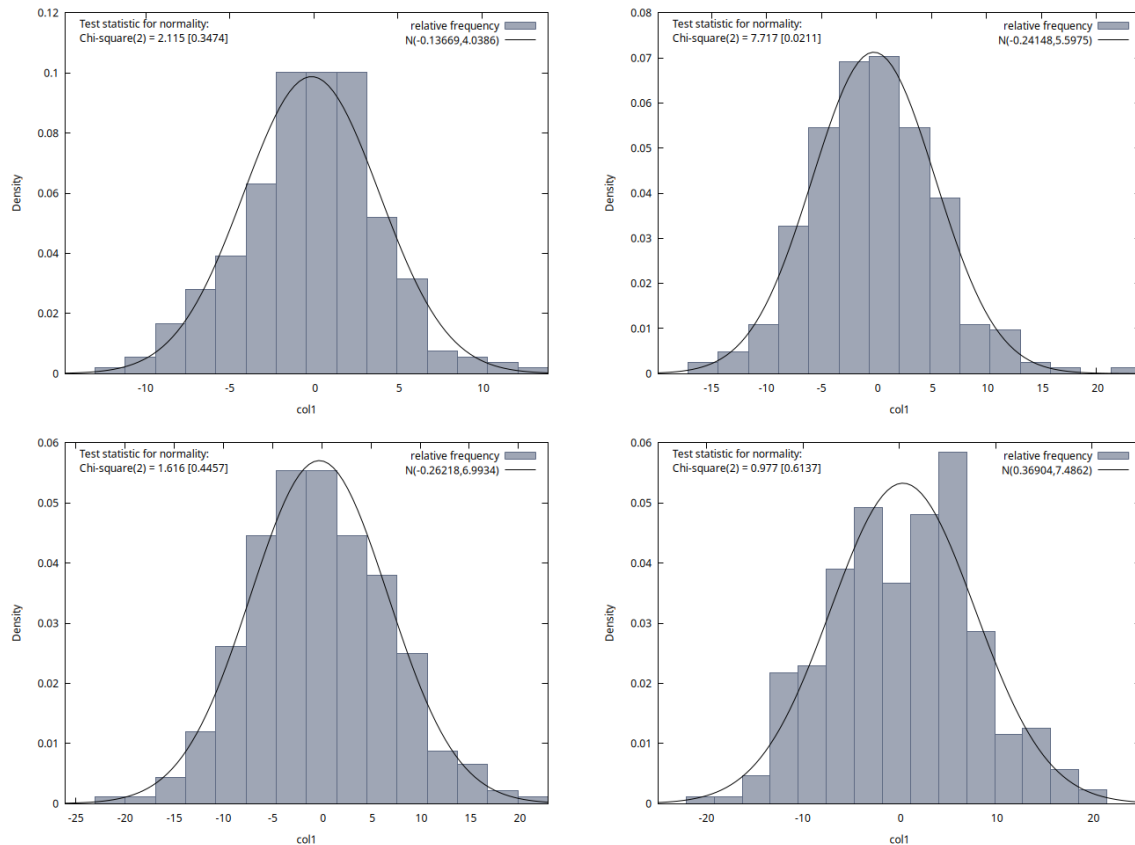 0.12
Test statistic for normality:
Chi-square(2) = 2.115 [0.3474]
relative frequency
N(-0.13669,4.0386)
0.1
0.08
0.06
0.04
0.02
0
Density
-10
-5
0
5
10
col1
0.08
Test statistic for normality:
Chi-square(2) = 7.717 [0.0211]
relative frequency
N(-0.24148,5.5975)
0.07
0.06
0.05
0.04
0.03
0.02
0.01
0
Density
-15
-10
-5
0
5
10
15
20
col1
0.06
Test statistic for normality:
Chi-square(2) = 1.616 [0.4457]
relative frequency
N(-0.26218,6.9934)
0.05
0.04
0.03
0.02
0.01
0
Density
-25
-20
-15
-10
-5
0
5
10
15
20
col1
0.06
Test statistic for normality:
Chi-square(2) = 0.977 [0.6137]
relative frequency
N(0.36904,7.4862)
0.05
0.04
0.03
0.02
0.01
0
Density
-20
-10
0
10
20
col1